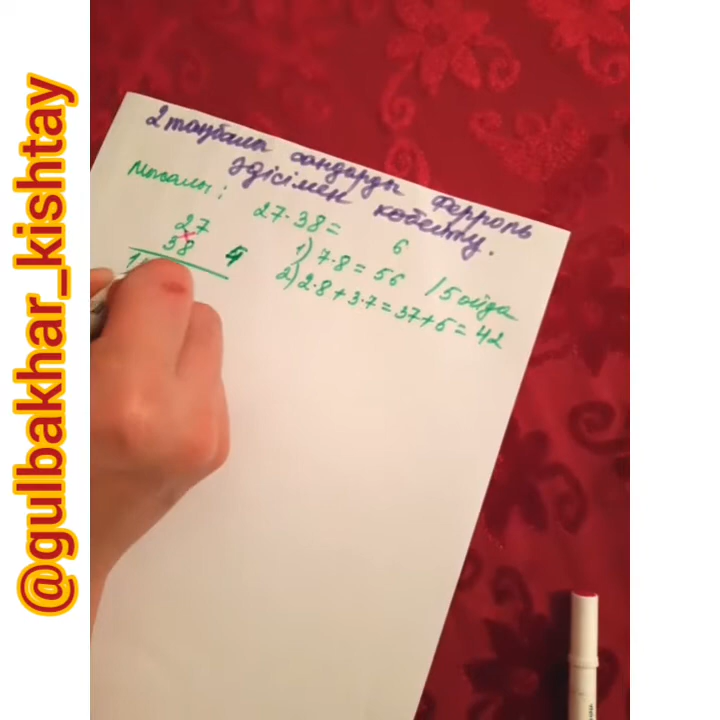 @gulbakhar_kishtay
2 таңбалы сандарды Ферроль
әдісімен көбейту.
Мысалы:
27·38= 6
27
38 4
1) 7·8=56 /5 ойда
2) 2·8+3·7=37+5=42
1